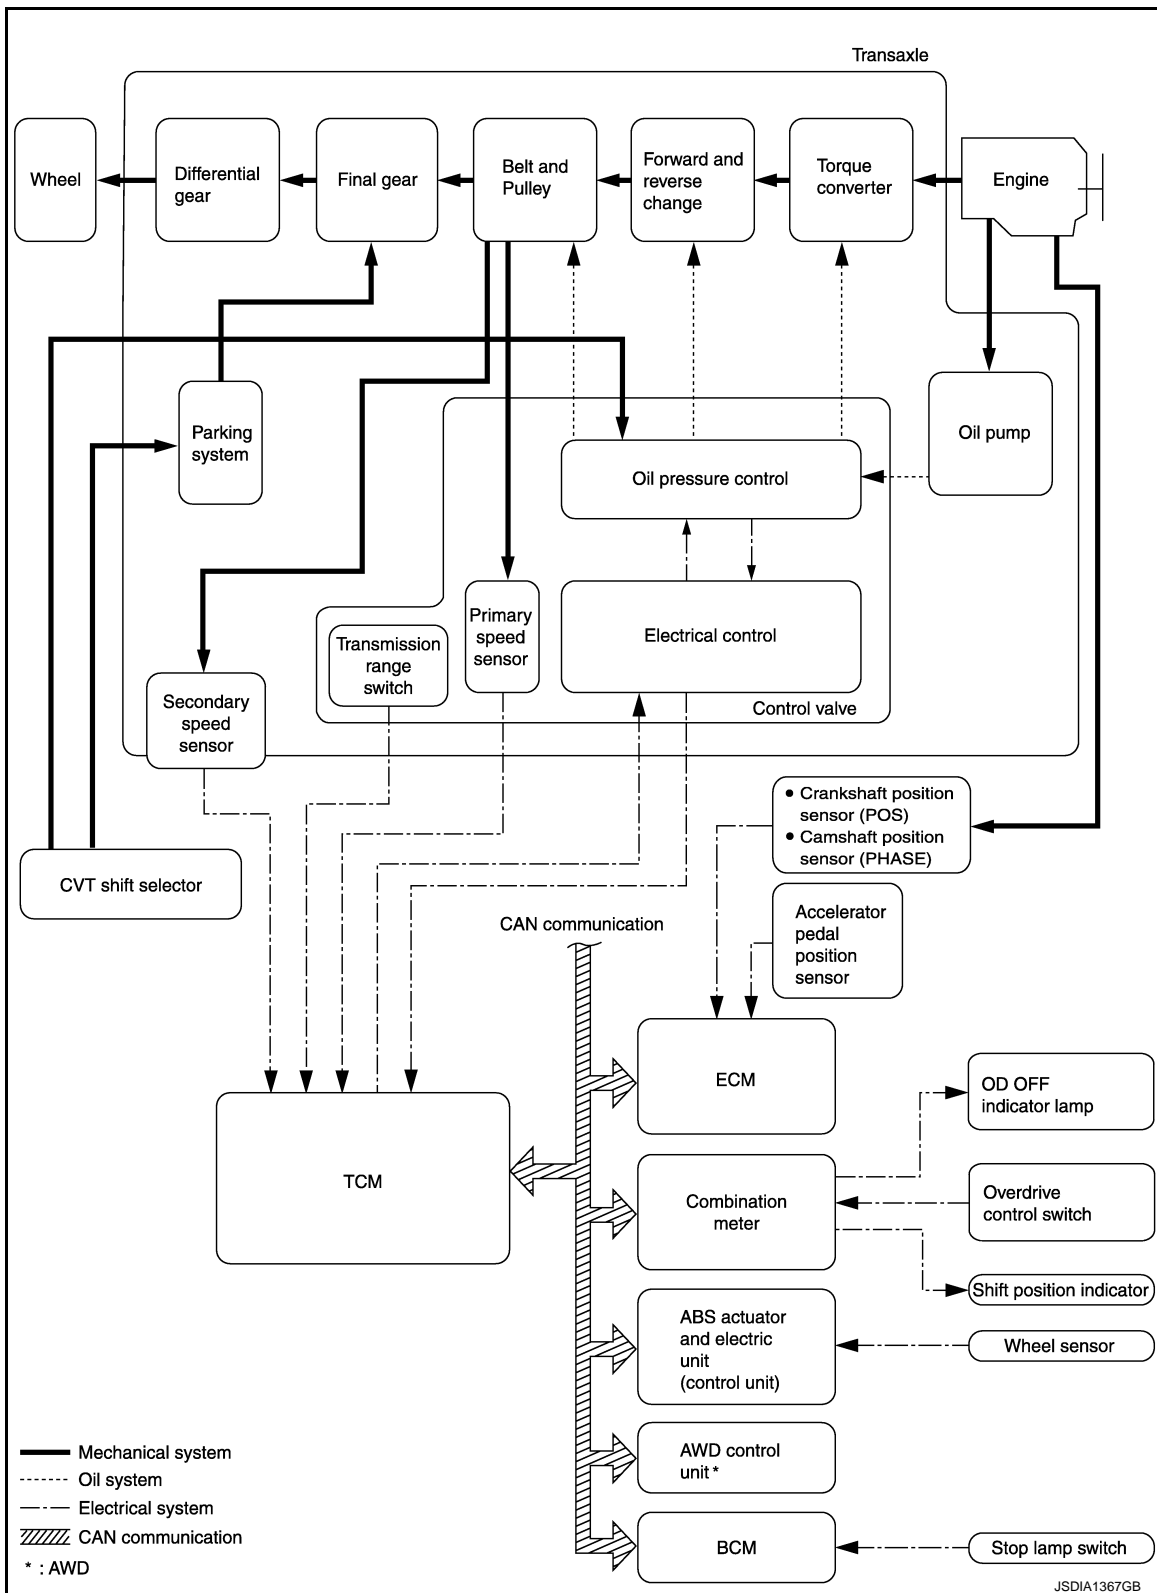 Transaxle
Wheel
Differential
gear
Final gear
Belt and
Pulley
Forward and
reverse
change
Torque
converter
Engine
Parking
system
Oil pump
Oil pressure control
Primary
speed
sensor
Electrical control
Transmission
range
switch
Control valve
Secondary
speed
sensor
• Crankshaft position
sensor (POS)
• Camshaft position
sensor (PHASE)
CVT shift selector
Accelerator
pedal
position
sensor
CAN communication
ECM
OD OFF
indicator lamp
TCM
Combination
meter
Overdrive
control switch
Shift position indicator
ABS actuator
and electric
unit
(control unit)
Wheel sensor
Mechanical system
Oil system
Electrical system
CAN communication
* : AWD
AWD control
unit *
BCM
Stop lamp switch
JSDIA1367GB